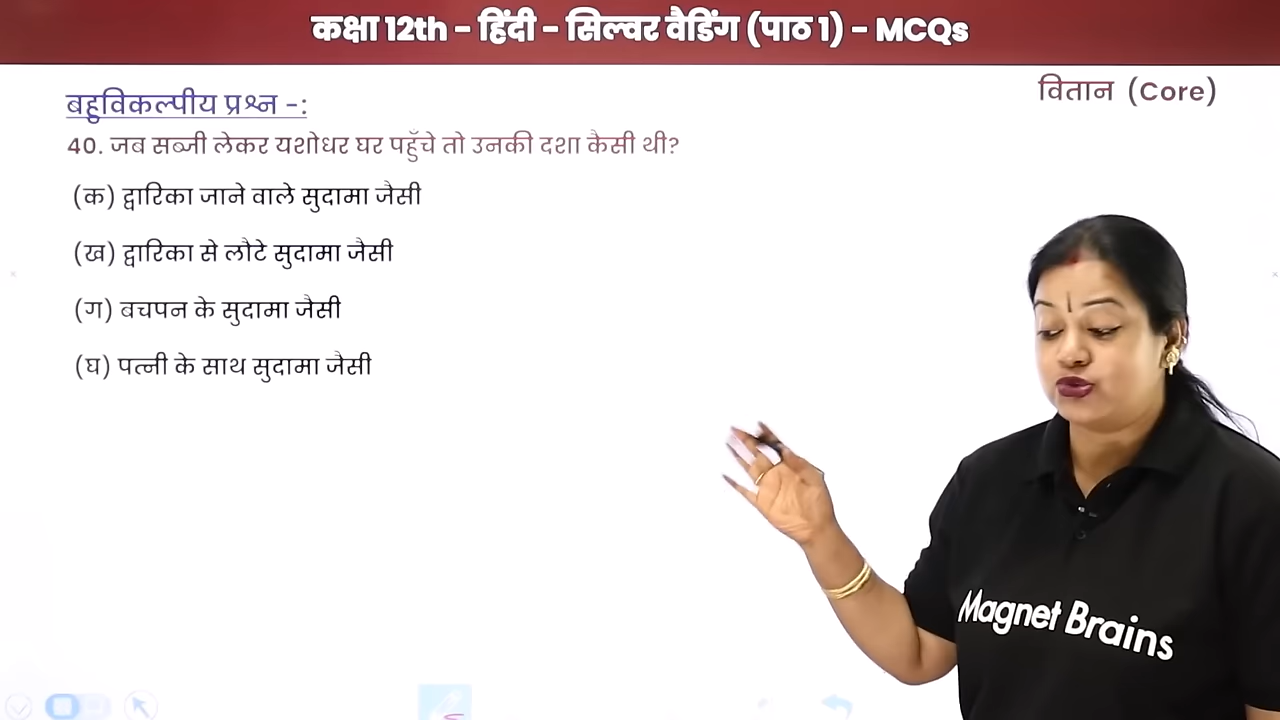 कक्षा 12th - हिंदी - सिल्वर वैडिंग (पाठ 1) - MCQs
वितान (Core)
बहुविकल्पीय प्रश्न -:
40. जब सब्जी लेकर यशोधर घर पहुँचे तो उनकी दशा कैसी थी?
(क) द्वारिका जाने वाले सुदामा जैसी
(ख) द्वारिका से लौटे सुदामा जैसी
(ग) बचपन के सुदामा जैसी
(घ) पत्नी के साथ सुदामा जैसी
Magnet Brains